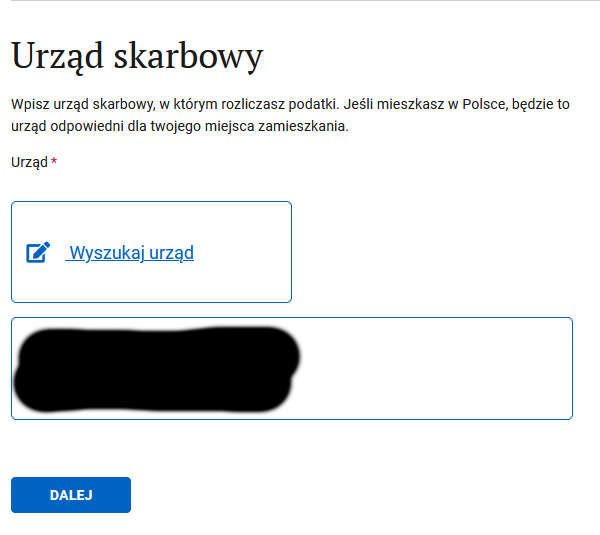 Urząd skarbowy
Wpisz urząd skarbowy, w którym rozliczasz podatki. Jeśli mieszkasz w Polsce, będzie to
urząd odpowiedni dla twojego miejsca zamieszkania.
Urząd *
Wyszukaj urząd
DALEJ